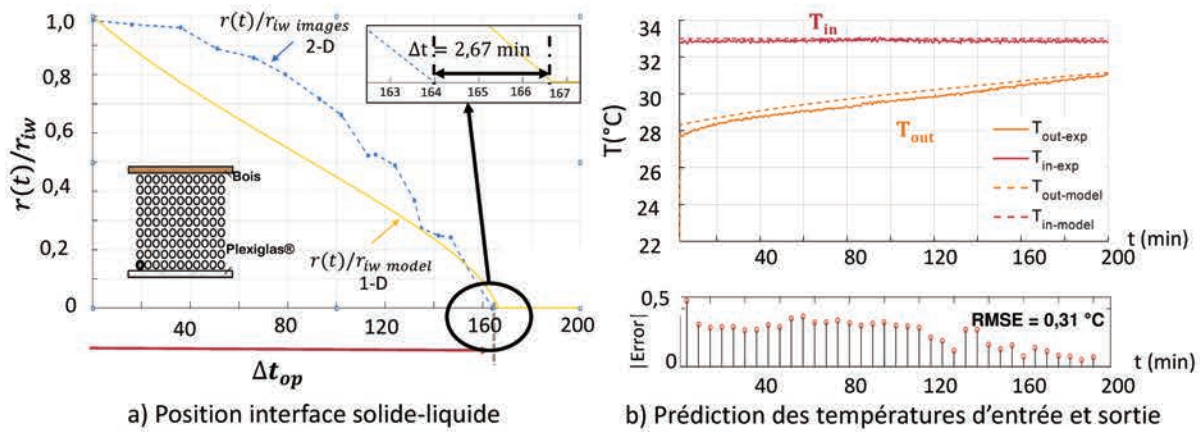 r(t)/r_iw images
2-D
Δt = 2,67 min
163 164 165 166 167
r(t)/r_iw
1,0
0,8
0,6
0,4
0,2
0
Bois
Plexiglas®
r(t)/r_iw model
1-D
40 80 120 160 200
Δt_op
a) Position interface solide-liquide
T(°C)
34
32
30
28
26
24
22
T_in
T_out
T_out-exp
T_in-exp
T_out-model
T_in-model
40 80 120 160 200
t (min)
|Error|
0,5
0
RMSE = 0,31 °C
t (min)
40 80 120 160 200
b) Prédiction des températures d'entrée et sortie